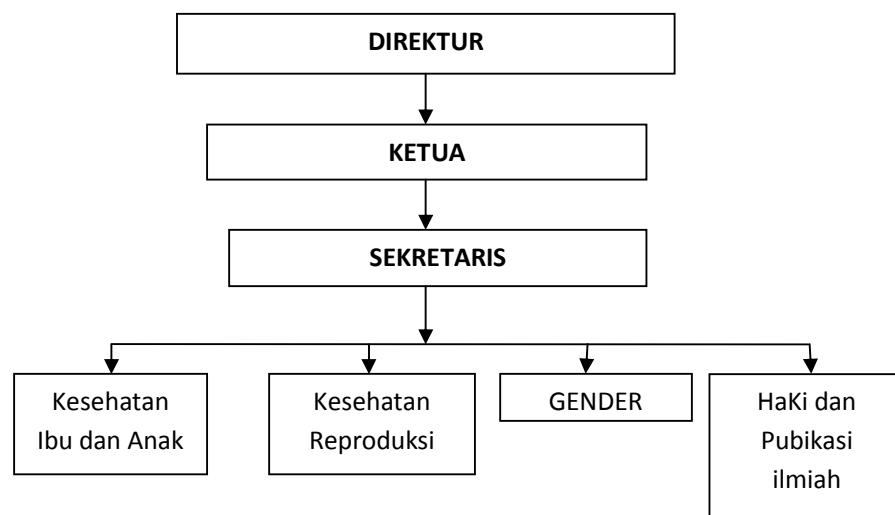 DIREKTUR
KETUA
SEKRETARIS
Kesehatan
Ibu dan Anak
Kesehatan
Reproduksi
GENDER
HaKi dan
Pubikasi
ilmiah